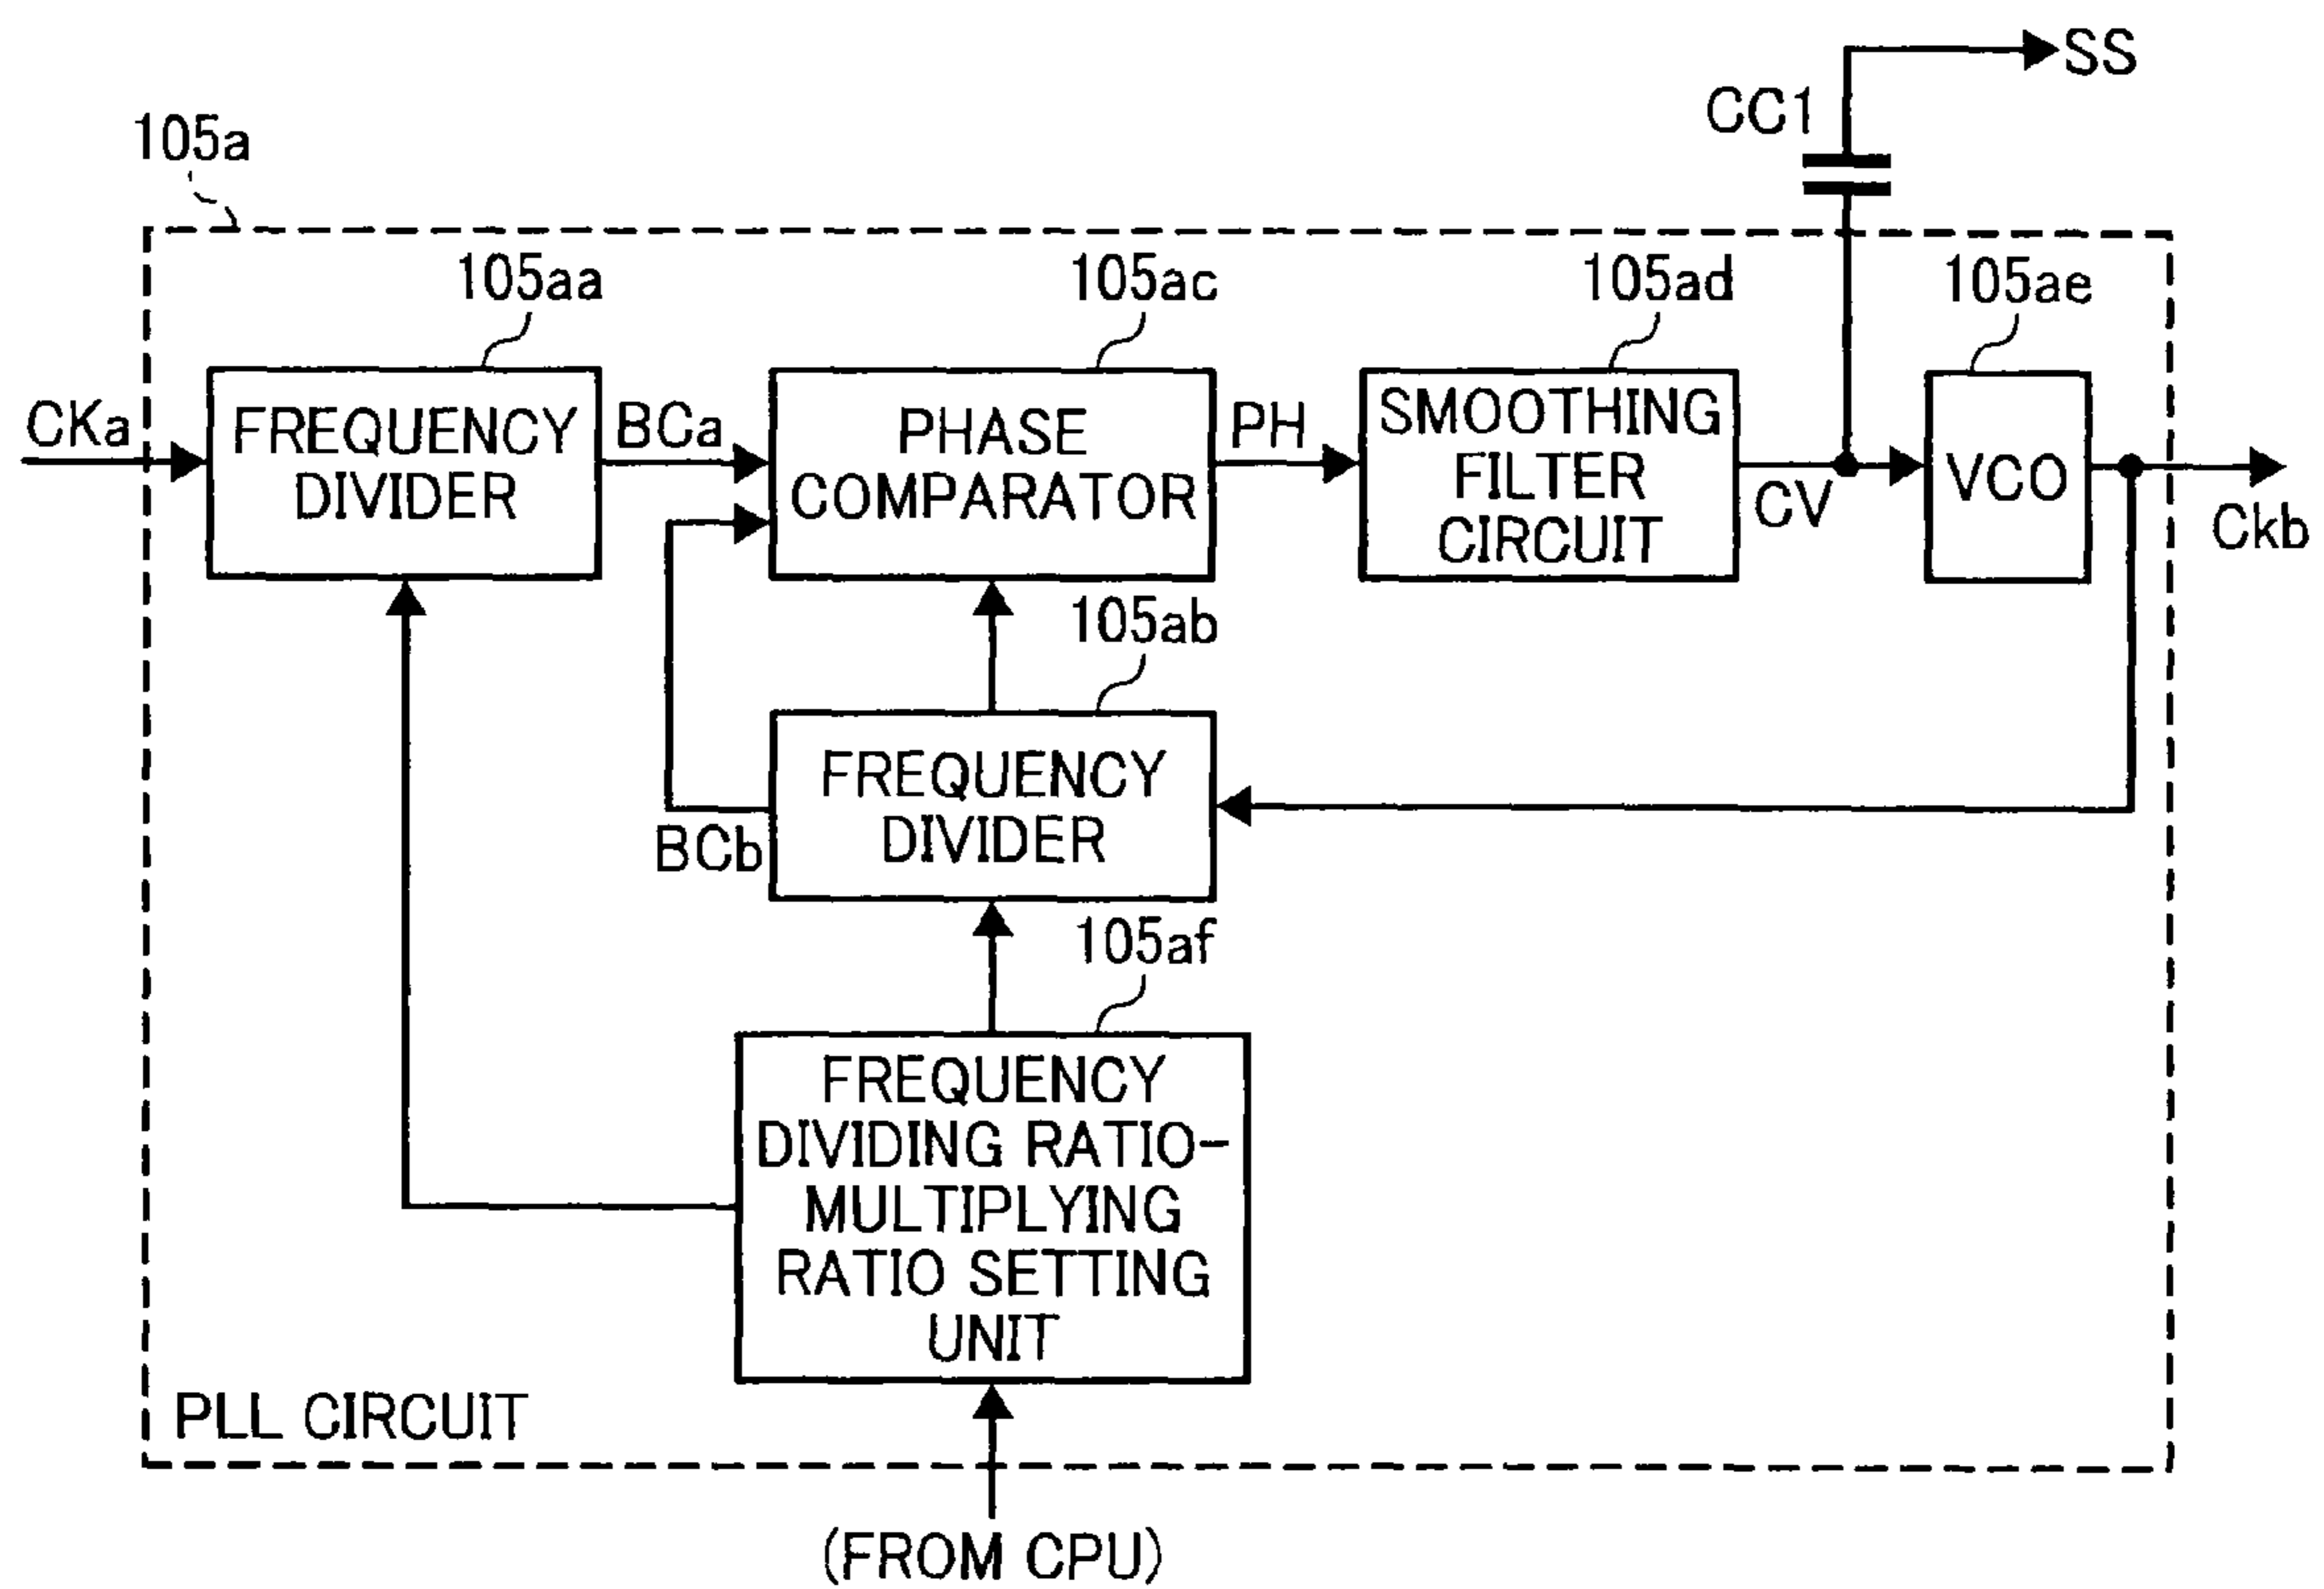 SS
CC1
105a
105aa
105ac
105ad
105ae
CKa
FREQUENCY
DIVIDER
BCa
PHASE
COMPARATOR
PH
SMOOTHING
FILTER
CIRCUIT
CV
VCO
Ckb
105ab
FREQUENCY
DIVIDER
BCb
105af
FREQUENCY
DIVIDING RATIO-
MULTIPLYING
RATIO SETTING
UNIT
PLL CIRCUIT
(FROM CPU)